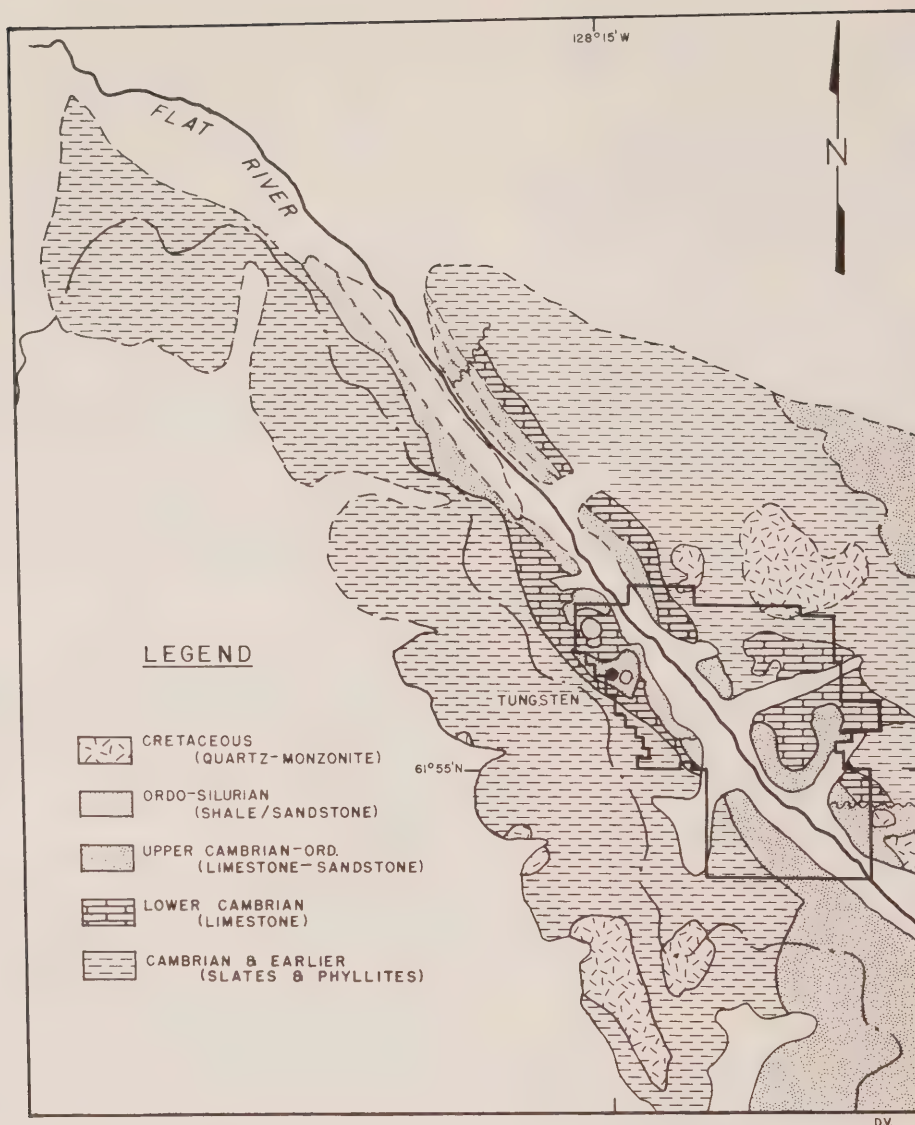 128°15'W
FLAT
RIVER
N
LEGEND
TUNGSTEN
CRETACEOUS
(QUARTZ-MONZONITE)
61°55'N
ORDO-SILURIAN
(SHALE/SANDSTONE)
UPPER CAMBRIAN-ORD.
(LIMESTONE-SANDSTONE)
LOWER CAMBRIAN
(LIMESTONE)
CAMBRIAN & EARLIER
(SLATES & PHYLLITES)
D.V.